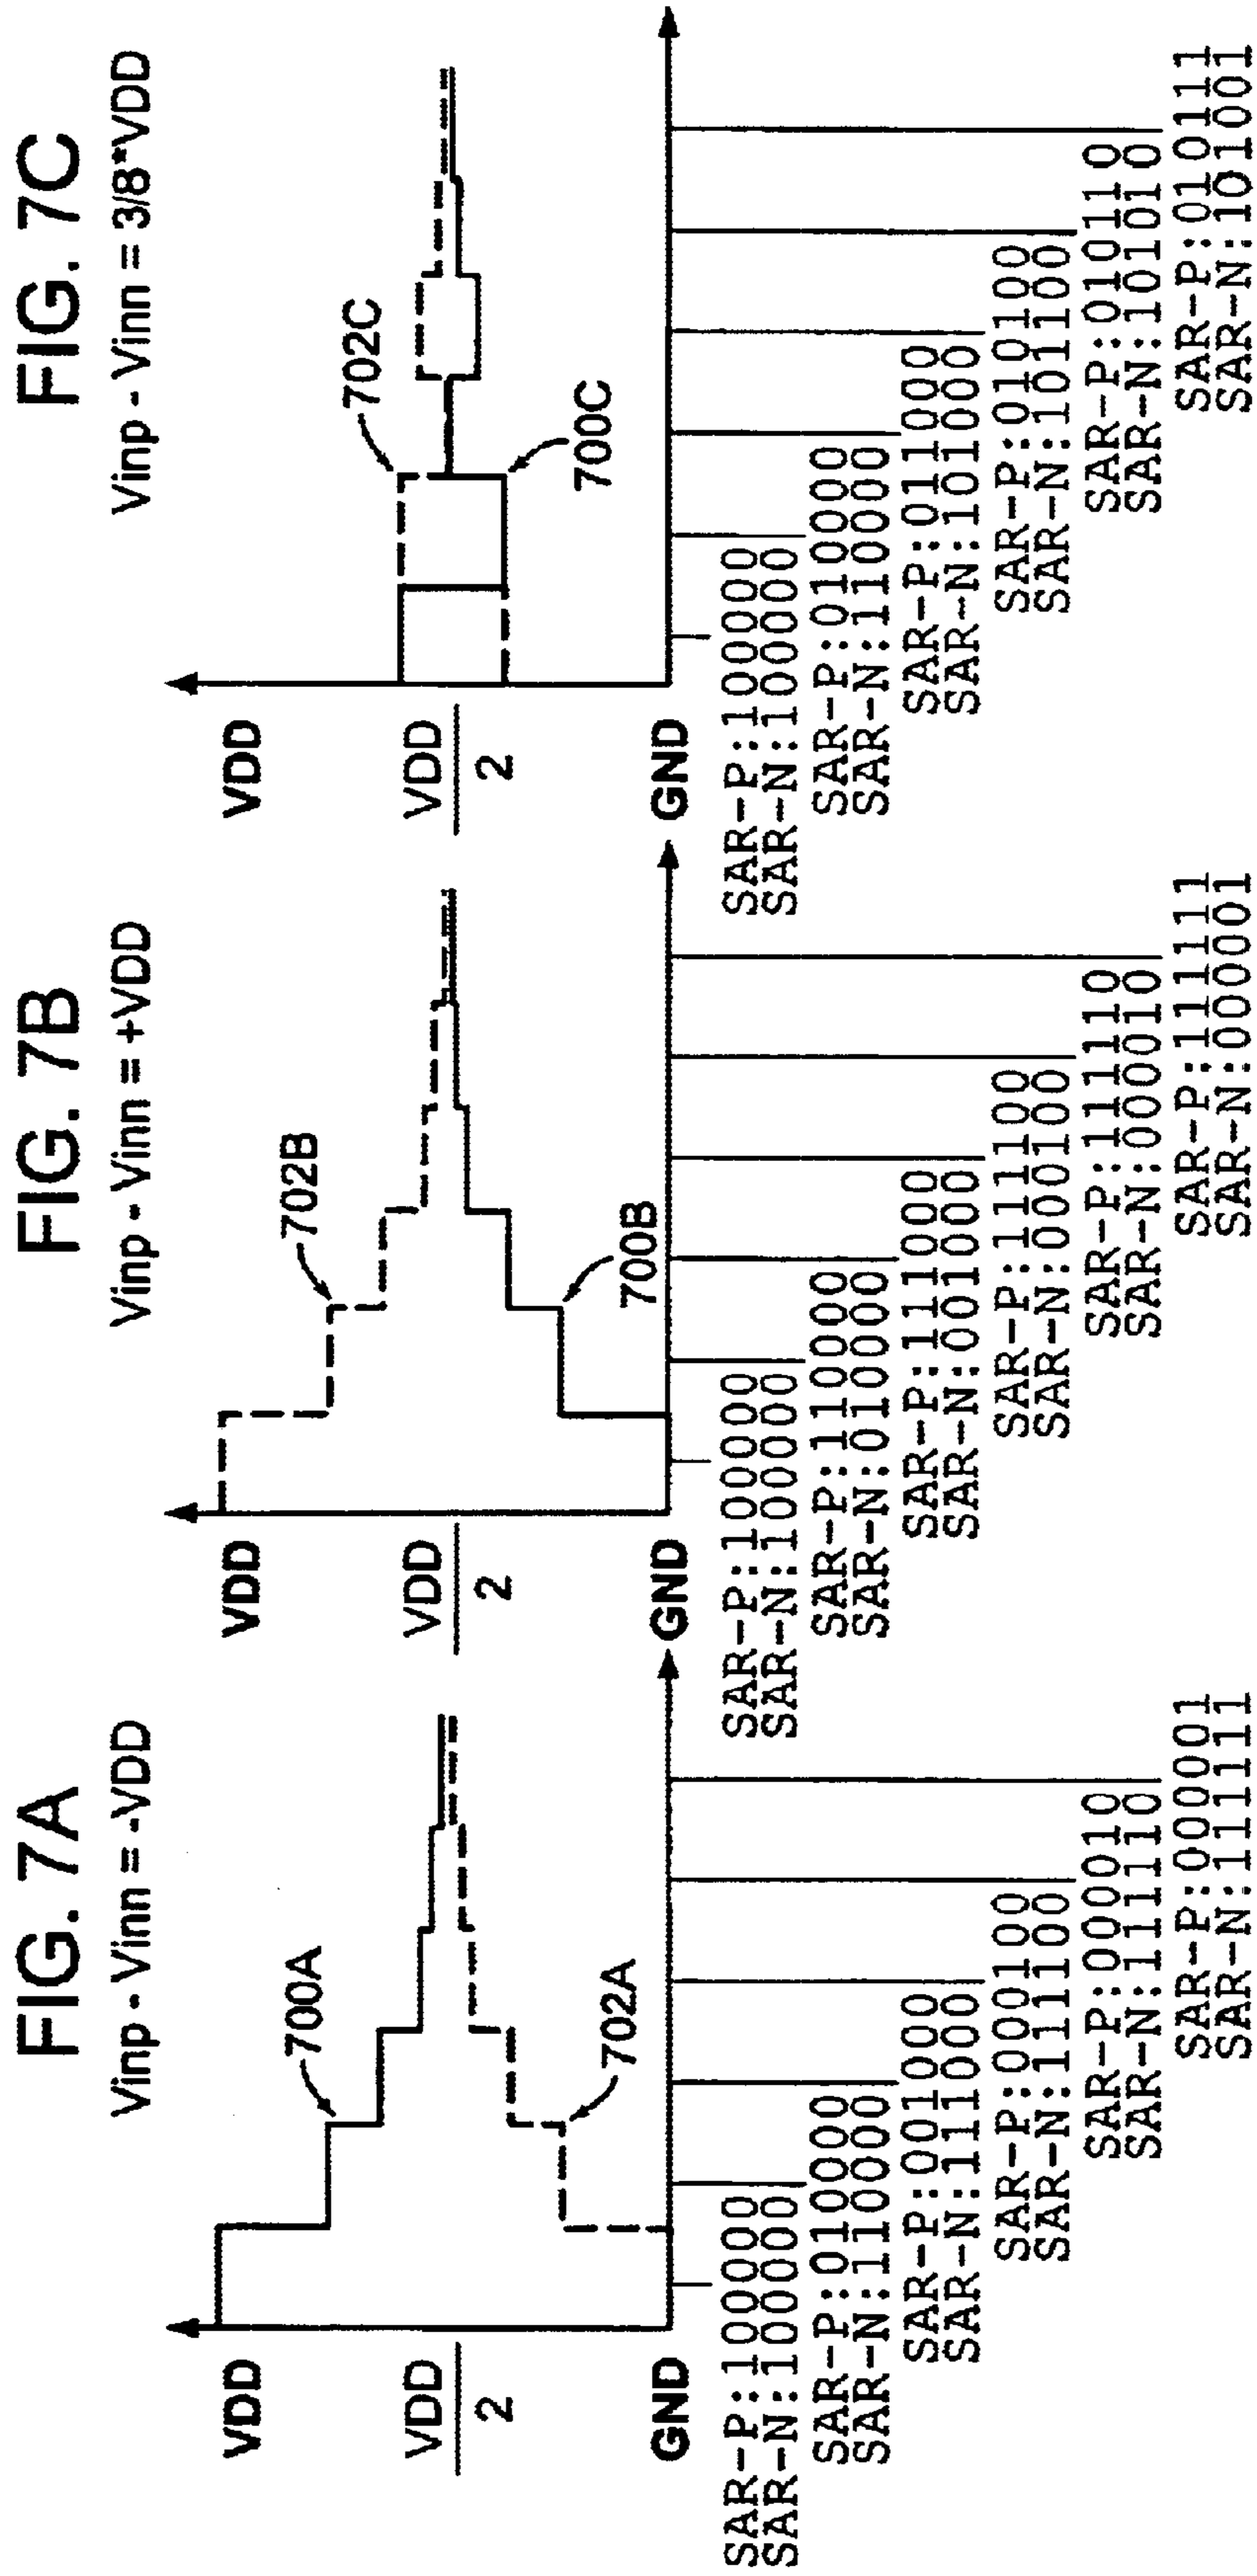 FIG. 7A
Vinp - Vinn = -VDD
VDD
700A
VDD
2
702A
GND
SAR-P:100000
SAR-N:100000
SAR-P:010000
SAR-N:110000
SAR-P:001000
SAR-N:111000
SAR-P:000100
SAR-N:111100
SAR-P:000010
SAR-N:111110
SAR-P:000001
SAR-N:111111
FIG. 7B
Vinp - Vinn = +VDD
VDD
702B
VDD
2
700B
GND
SAR-P:100000
SAR-N:100000
SAR-P:110000
SAR-N:010000
SAR-P:111000
SAR-N:001000
SAR-P:111100
SAR-N:000100
SAR-P:111110
SAR-N:000010
SAR-P:111111
SAR-N:000001
FIG. 7C
Vinp - Vinn = 3/8*VDD
VDD
702C
VDD
2
700C
GND
SAR-P:100000
SAR-N:100000
SAR-P:010000
SAR-N:110000
SAR-P:011000
SAR-N:101000
SAR-P:010100
SAR-N:101100
SAR-P:010110
SAR-N:101010
SAR-P:010111
SAR-N:101001